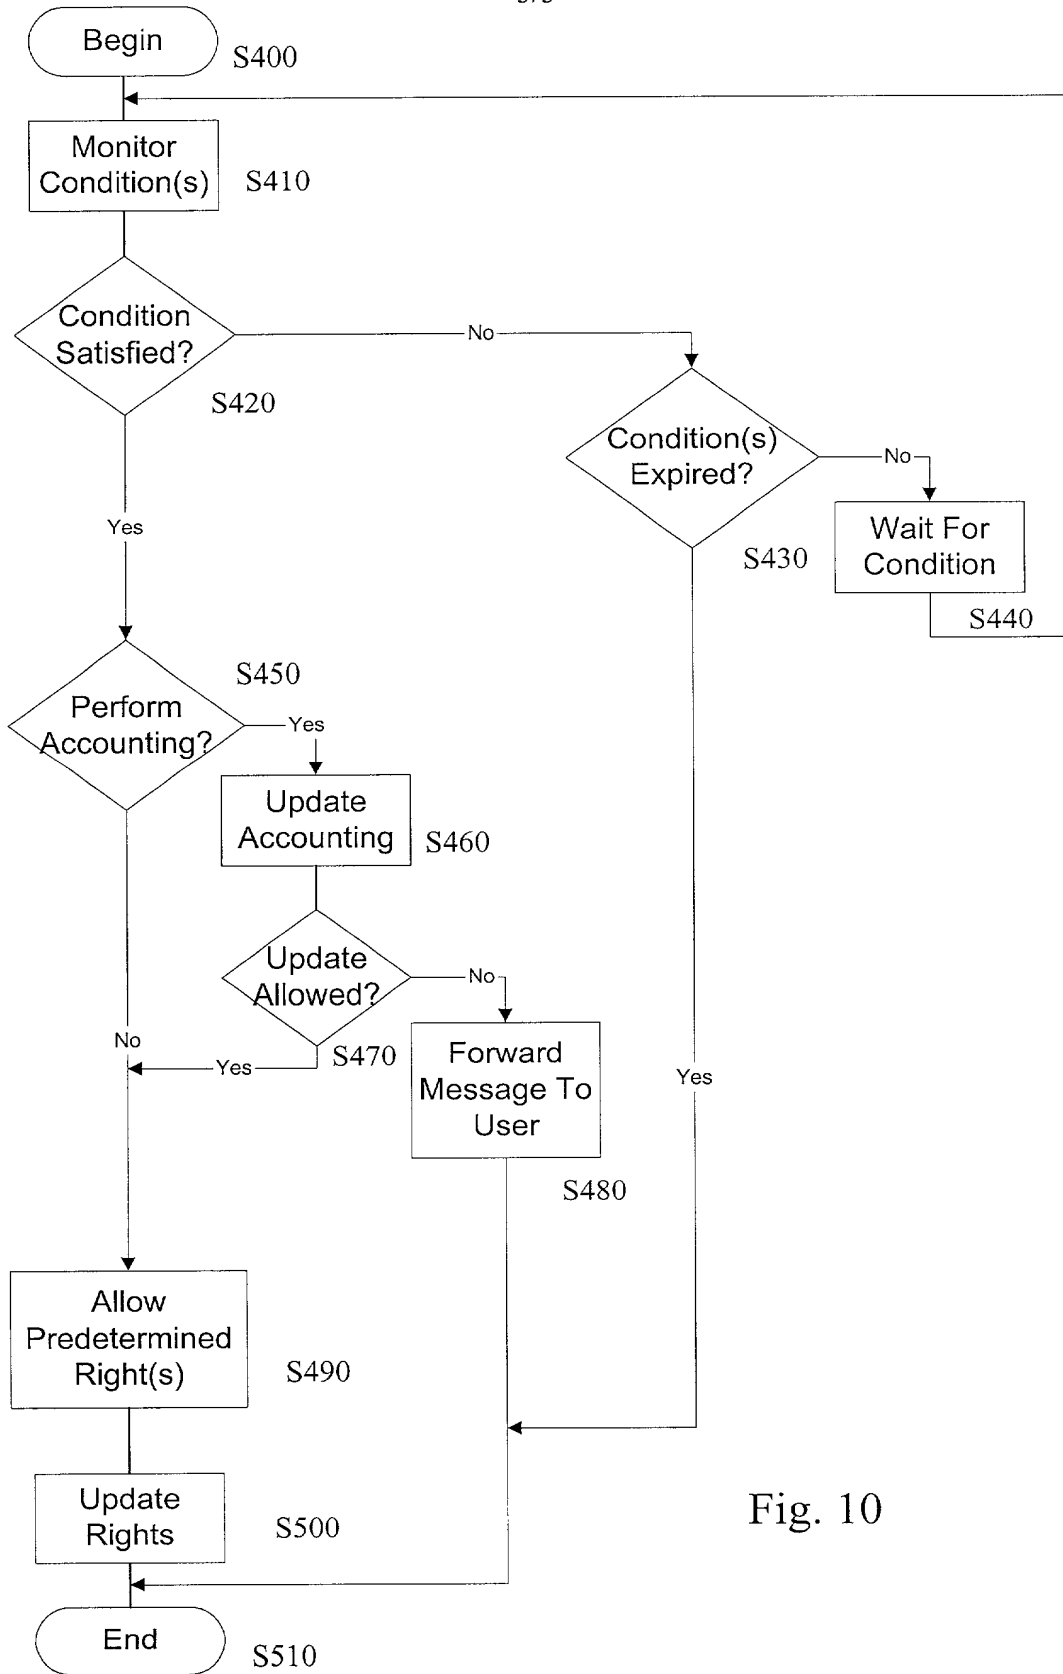 Begin
S400
Monitor
Condition(s)
S410
Condition
Satisfied?
No
S420
Condition(s)
Expired?
No
S430
Wait For
Condition
S440
Yes
S450
Perform
Accounting?
Yes
Update
Accounting
S460
Update
Allowed?
No
No
Yes
S470
Forward
Message To
User
Yes
S480
Allow
Predetermined
Right(s)
S490
Update
Rights
S500
Fig. 10
End
S510